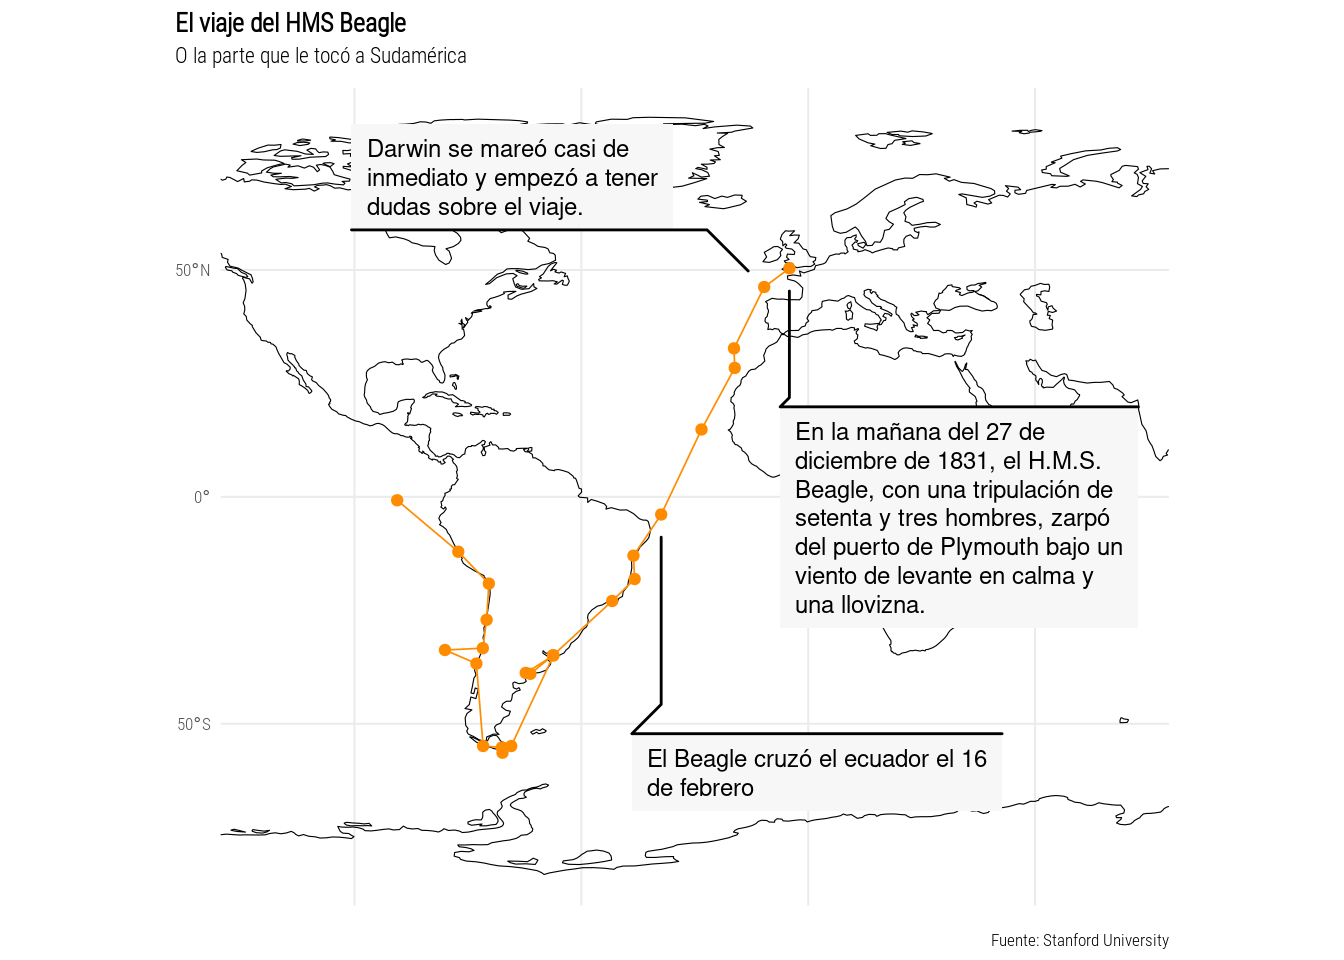 El viaje del HMS Beagle
O la parte que le tocó a Sudamérica
Darwin se mareó casi de
inmediato y empezó a tener
dudas sobre el viaje.
50°N
En la mañana del 27 de
diciembre de 1831, el H.M.S.
Beagle, con una tripulación de
setenta y tres hombres, zarpó
del puerto de Plymouth bajo un
viento de levante en calma y
una llovizna.
0°
50°S
El Beagle cruzó el ecuador el 16
de febrero
Fuente: Stanford University